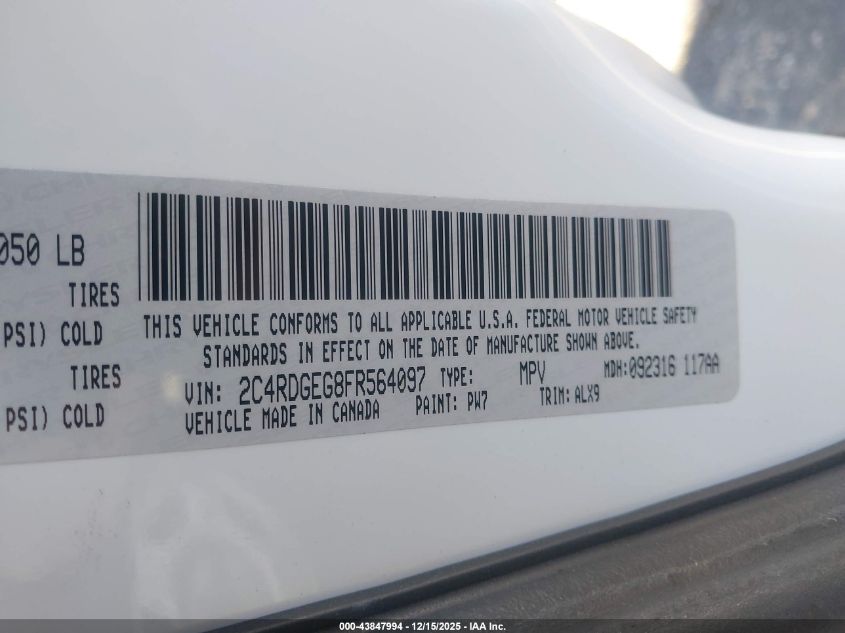 050 LB
TIRES
PSI) COLD
TIRES
PSI) COLD
THIS VEHICLE CONFORMS TO ALL APPLICABLE U.S.A. FEDERAL MOTOR VEHICLE SAFETY
STANDARDS IN EFFECT ON THE DATE OF MANUFACTURE SHOWN ABOVE.
VIN: 2C4RDGEG8FR564097 TYPE: MPV MDH:092316 117AA
VEHICLE MADE IN CANADA PAINT: PW7 TRIM: ALX9
000-43847994 - 12/15/2025 - IAA Inc.